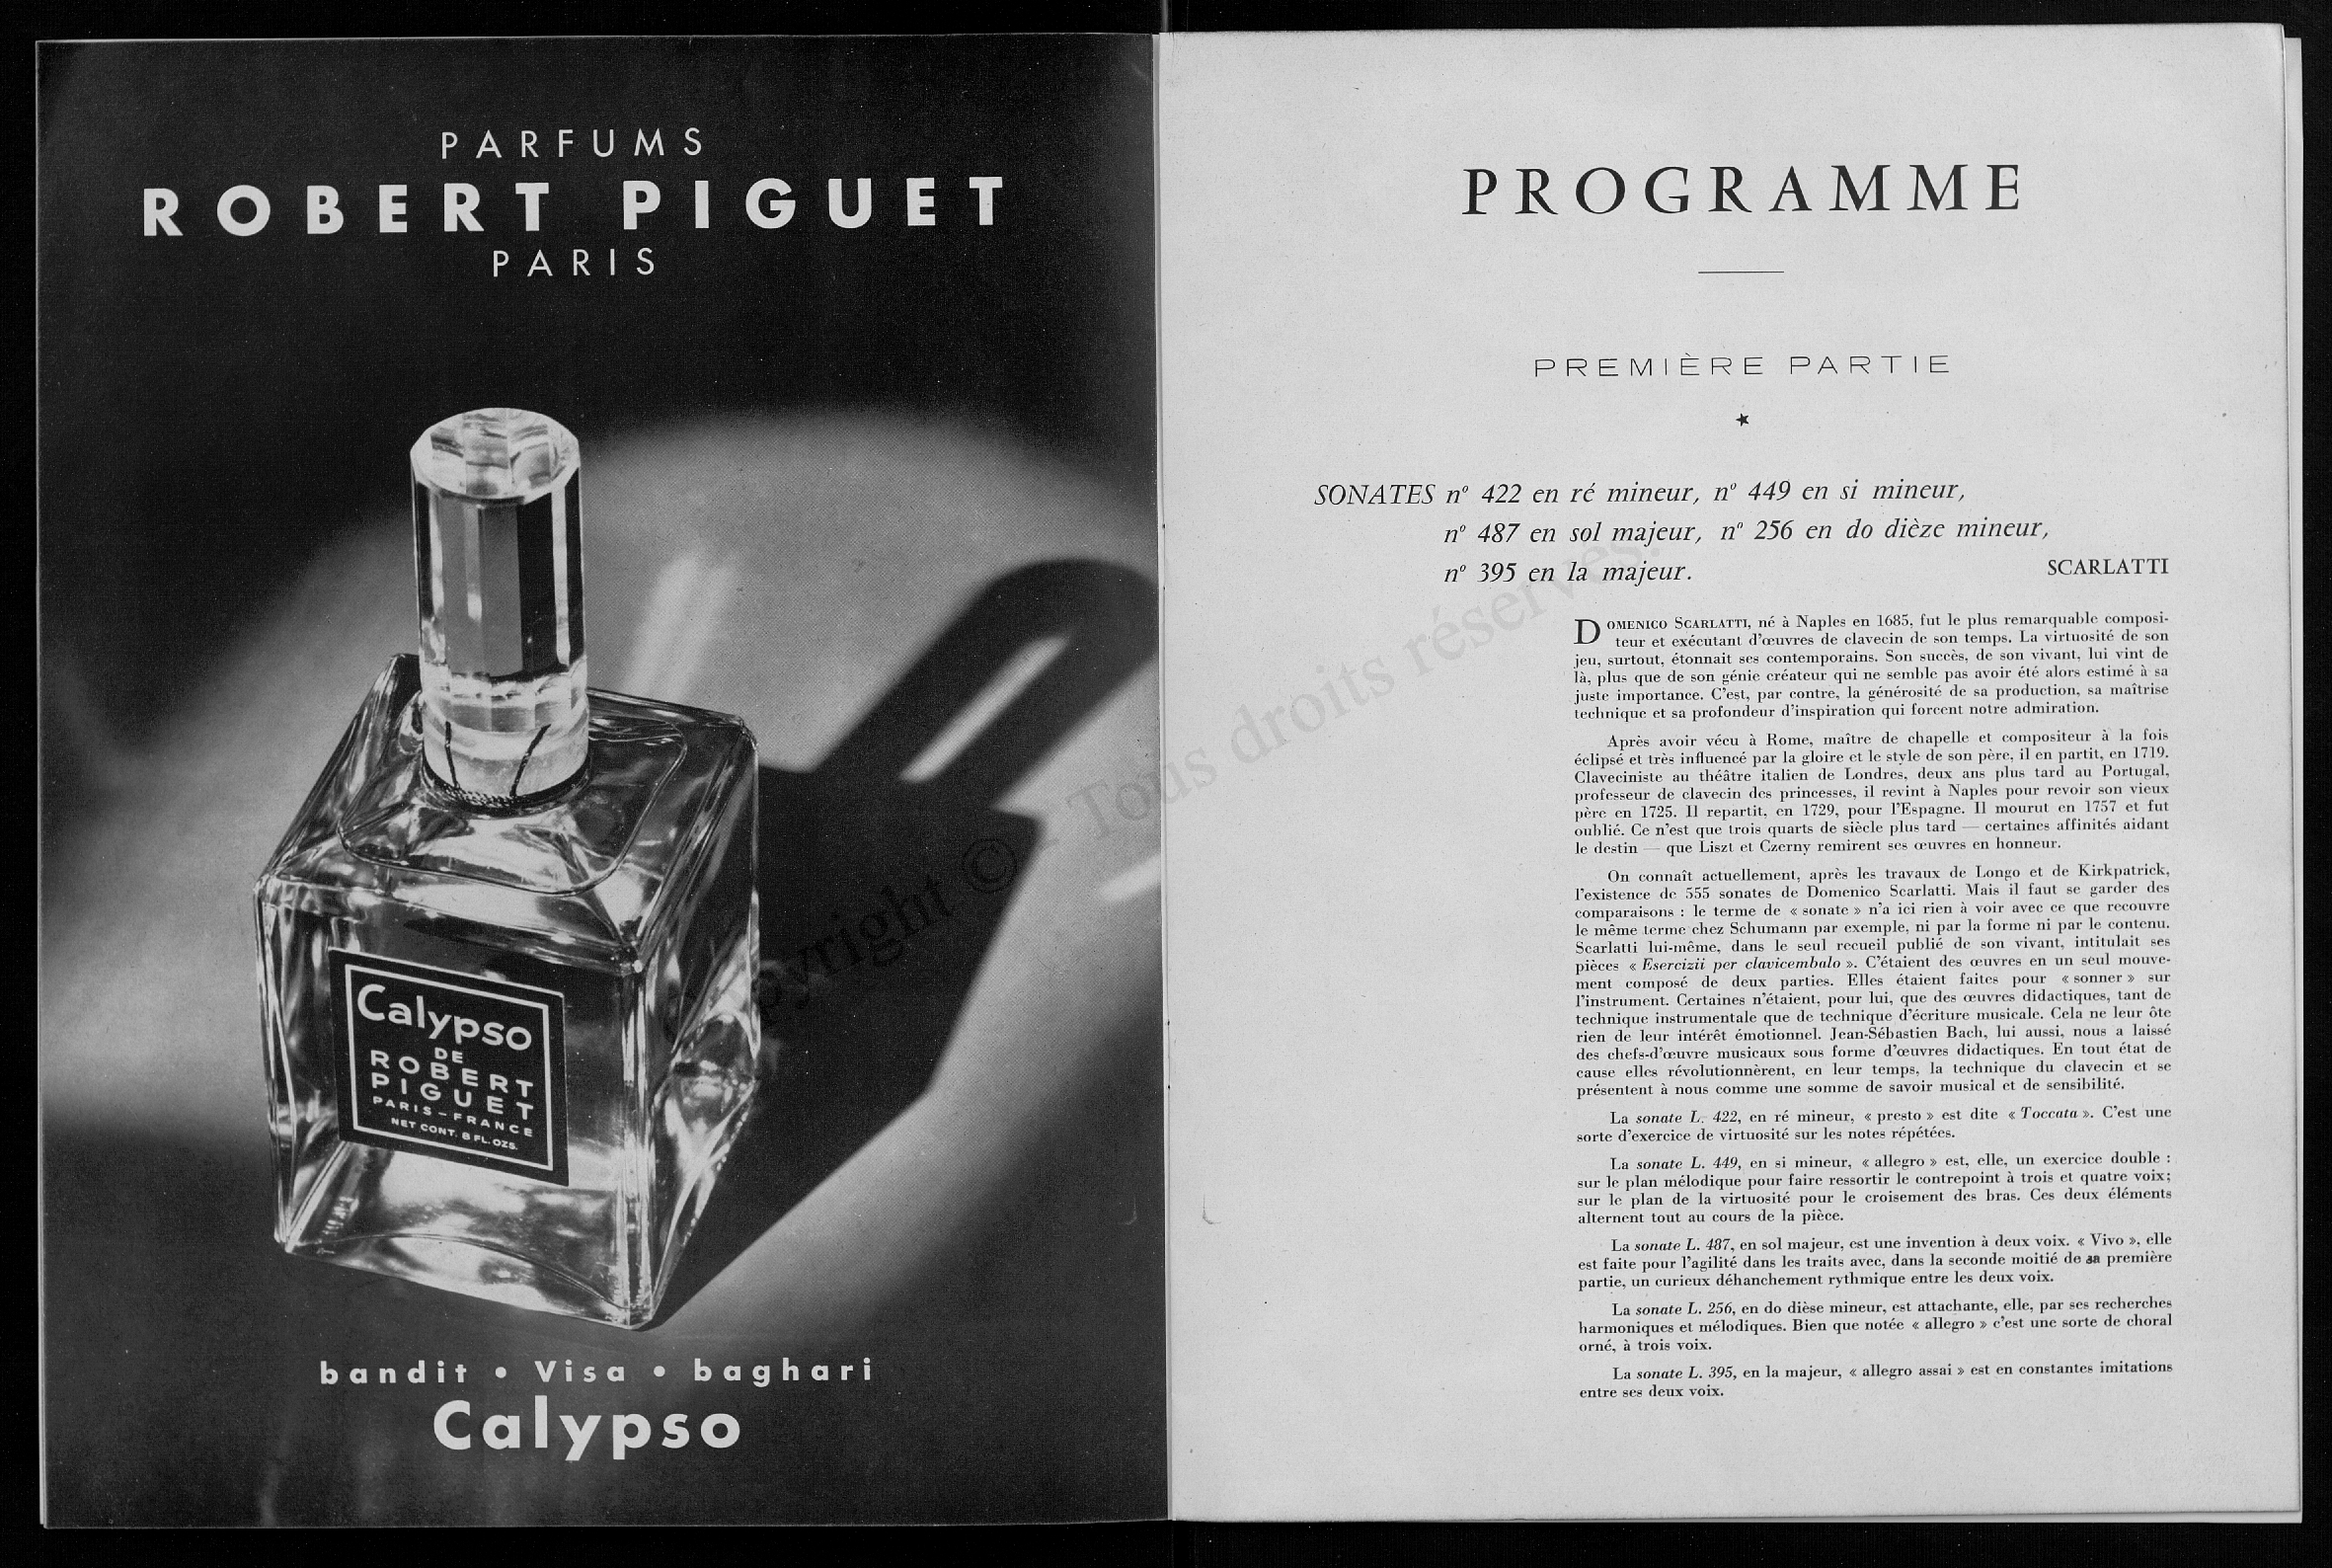 PARFUMS
ROBERT PIGUET
PARIS
Calypso
DE
ROBERT
PIGUET
PARIS-FRANCE
NET CONT. 8 FL. OZS.
bandit • Visa • baghari
Calypso
Copyright © - Tous droits réservés.
PROGRAMME
PREMIÈRE PARTIE
SONATES nº 422 en ré mineur, nº 449 en si mineur,
nº 487 en sol majeur, nº 256 en do dièze mineur,
nº 395 en la majeur. SCARLATTI
DOMENICO SCARLATTI, né à Naples en 1685, fut le plus remarquable composi-
teur et exécutant d'œuvres de clavecin de son temps. La virtuosité de son
jeu, surtout, étonnait ses contemporains. Son succès, de son vivant, lui vint de
là, plus que de son génie créateur qui ne semble pas avoir été alors estimé à sa
juste importance. C'est, par contre, la générosité de sa production, sa maîtrise
technique et sa profondeur d'inspiration qui forcent notre admiration.
Après avoir vécu à Rome, maître de chapelle et compositeur à la fois
éclipsé et très influencé par la gloire et le style de son père, il en partit, en 1719.
Claveciniste au théâtre italien de Londres, deux ans plus tard au Portugal,
professeur de clavecin des princesses, il revint à Naples pour revoir son vieux
père en 1725. Il repartit, en 1729, pour l'Espagne. Il mourut en 1757 et fut
oublié. Ce n'est que trois quarts de siècle plus tard — certaines affinités aidant
le destin — que Liszt et Czerny remirent ses œuvres en honneur.
On connaît actuellement, après les travaux de Longo et de Kirkpatrick,
l'existence de 555 sonates de Domenico Scarlatti. Mais il faut se garder des
comparaisons : le terme de « sonate » n'a ici rien à voir avec ce que recouvre
le même terme chez Schumann par exemple, ni par la forme ni par le contenu.
Scarlatti lui-même, dans le seul recueil publié de son vivant, intitulait ses
pièces « Esercizii per clavicembalo ». C'étaient des œuvres en un seul mouve-
ment composé de deux parties. Elles étaient faites pour « sonner » sur
l'instrument. Certaines n'étaient, pour lui, que des œuvres didactiques, tant de
technique instrumentale que de technique d'écriture musicale. Cela ne leur ôte
rien de leur intérêt émotionnel. Jean-Sébastien Bach, lui aussi, nous a laissé
des chefs-d'œuvre musicaux sous forme d'œuvres didactiques. En tout état de
cause elles révolutionnèrent, en leur temps, la technique du clavecin et se
présentent à nous comme une somme de savoir musical et de sensibilité.
La sonate L. 422, en ré mineur, « presto » est dite « Toccata ». C'est une
sorte d'exercice de virtuosité sur les notes répétées.
La sonate L. 449, en si mineur, « allegro » est, elle, un exercice double :
sur le plan mélodique pour faire ressortir le contrepoint à trois et quatre voix;
sur le plan de la virtuosité pour le croisement des bras. Ces deux éléments
alternent tout au cours de la pièce.
La sonate L. 487, en sol majeur, est une invention à deux voix. « Vivo », elle
est faite pour l'agilité dans les traits avec, dans la seconde moitié de sa première
partie, un curieux déhanchement rythmique entre les deux voix.
La sonate L. 256, en do dièse mineur, est attachante, elle, par ses recherches
harmoniques et mélodiques. Bien que notée « allegro » c'est une sorte de choral
orné, à trois voix.
La sonate L. 395, en la majeur, « allegro assai » est en constantes imitations
entre ses deux voix.